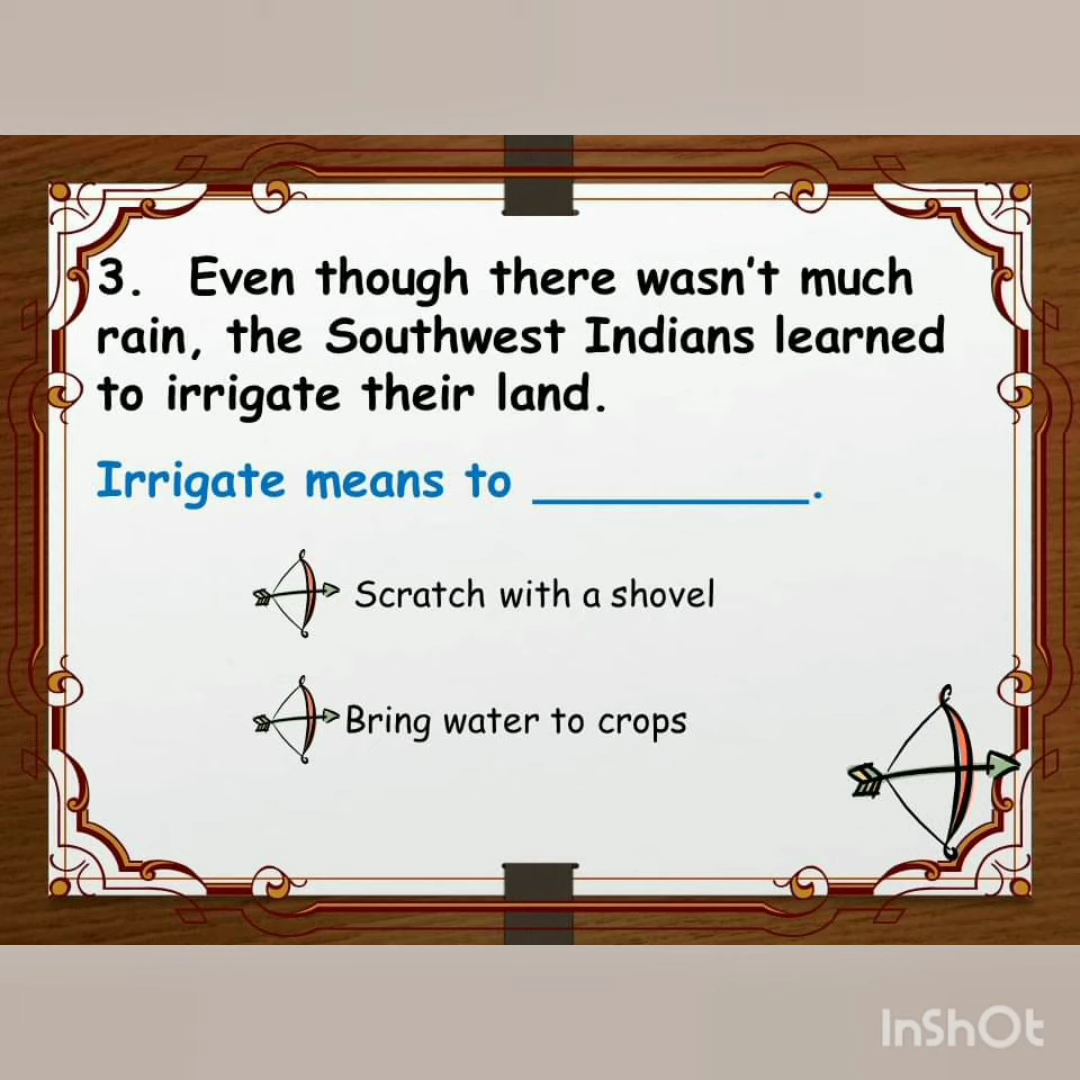 3. Even though there wasn't much
rain, the Southwest Indians learned
to irrigate their land.
Irrigate means to ___________.
Scratch with a shovel
Bring water to crops
InShOt